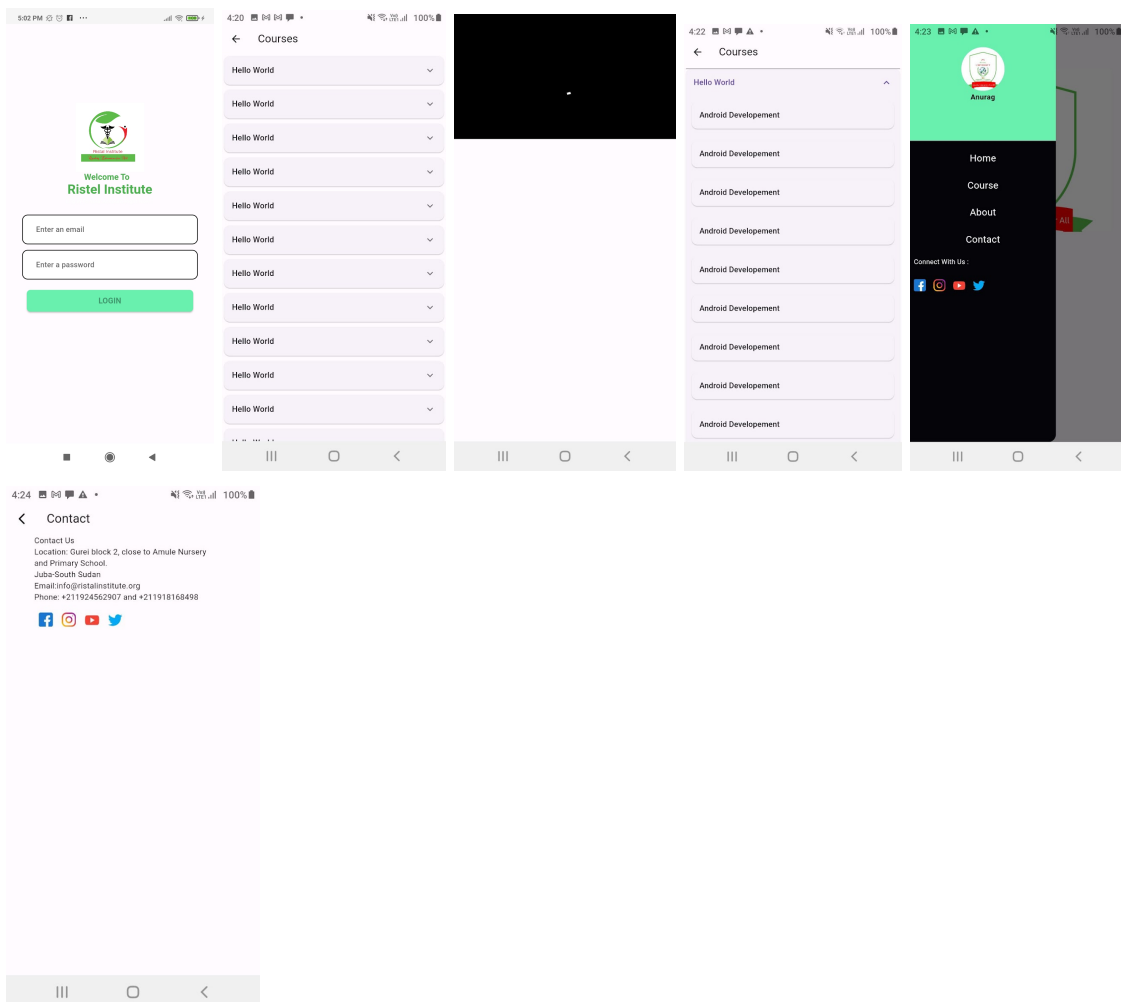 5:02 PM
Ristel Institute
Welcome To
Ristel Institute
Enter an email
Enter a password
LOGIN
4:20
100%
Courses
Hello World
Hello World
Hello World
Hello World
Hello World
Hello World
Hello World
Hello World
Hello World
Hello World
Hello World
4:22
100%
Courses
Hello World
Android Developement
Android Developement
Android Developement
Android Developement
Android Developement
Android Developement
Android Developement
Android Developement
Android Developement
4:23
100%
Anurag
Home
Course
About
Contact
Connect With Us :
All
4:24
100%
Contact
Contact Us
Location: Gurei block 2, close to Amule Nursery
and Primary School.
Juba-South Sudan
Email:info@ristalinstitute.org
Phone: +211924562907 and +211918168498